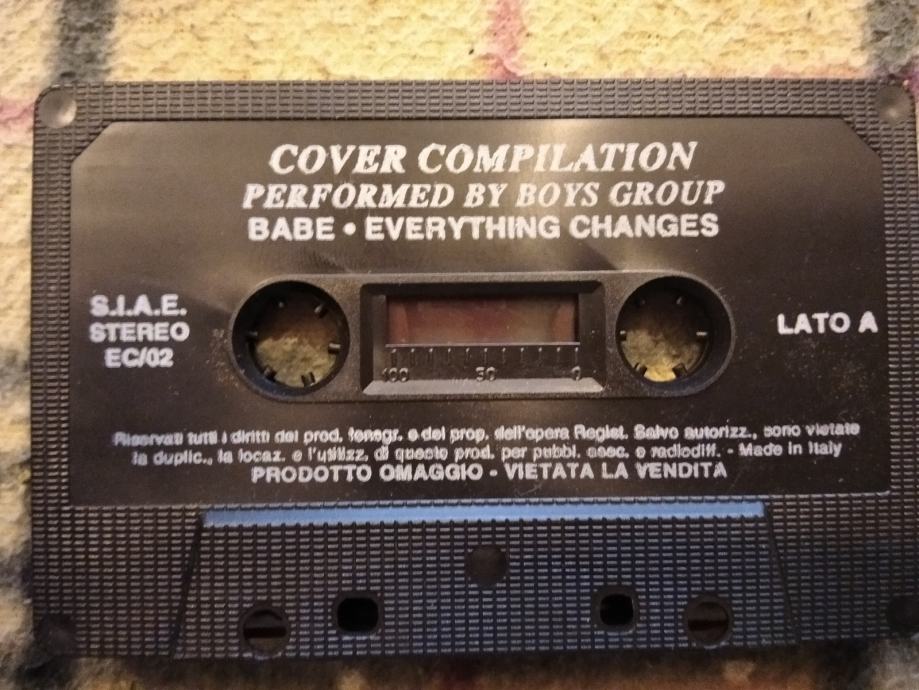 COVER COMPILATION
PERFORMED BY BOYS GROUP
BABE • EVERYTHING CHANGES
S.I.A.E.
STEREO
EC/02
LATO A
100 50 0
Riservati tutti i diritti del prod. fonogr. e del prop. dell'opera Regist. Salvo autorizz., sono vietate
la duplic., la locaz. e l'utilizz. di questo prod. per pubbl. esec. e radiodiff. - Made in Italy
PRODOTTO OMAGGIO - VIETATA LA VENDITA